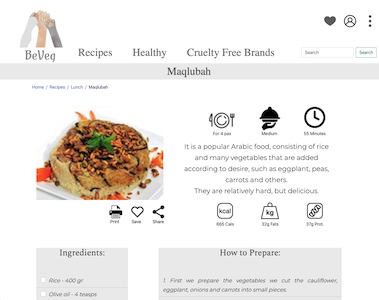 BeVeg
Recipes Healthy Cruelty Free Brands
Search Search
Maqlubah
Home / Recipes / Lunch / Maqlubah
For 4 pax Medium 55 Minutes
It is a popular Arabic food, consisting of rice
and many vegetables that are added
according to desire, such as eggplant, peas,
carrots and others.
They are relatively hard, but delicious.
Print Save Share
kcal kg
665 Cals 32g Fats 37g Prot.
Ingredients:
Rice - 400 gr
Olive oil - 4 teasps
How to Prepare:
1 First we prepare the vegetables we cut the cauliflower,
eggplant, onions and carrots into small pieces.